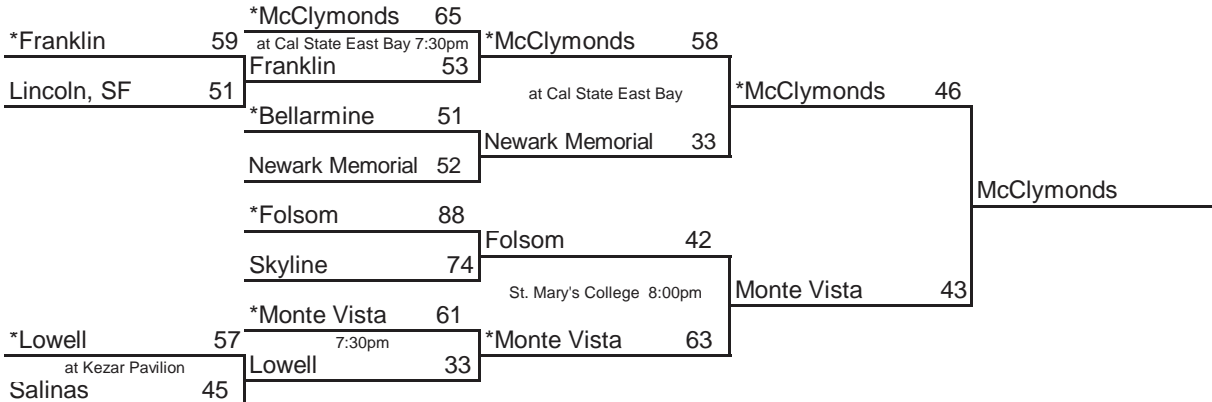 *McClymonds 65
*Franklin 59
at Cal State East Bay 7:30pm
*McClymonds 58
Franklin 53
Lincoln, SF 51
at Cal State East Bay
*McClymonds 46
*Bellarmine 51
Newark Memorial 33
Newark Memorial 52
McClymonds
*Folsom 88
Folsom 42
Skyline 74
St. Mary's College 8:00pm
Monte Vista 43
*Monte Vista 61
*Lowell 57
7:30pm
*Monte Vista 63
at Kezar Pavilion
Lowell 33
Salinas 45